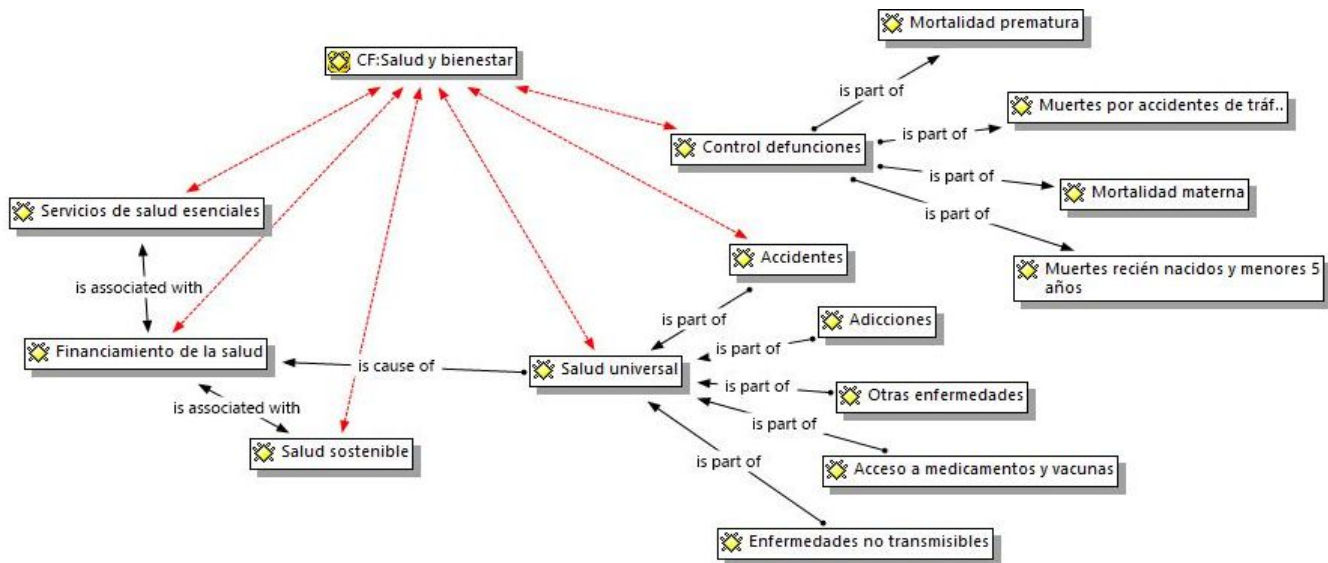 Mortalidad prematura
CF:Salud y bienestar
is part of
Muertes por accidentes de tráf..
is part of
Control defunciones
is part of
Mortalidad materna
is part of
Servicios de salud esenciales
Accidentes
Muertes recién nacidos y menores 5
años
is associated with
is part of
Adicciones
is part of
Financiamiento de la salud
is cause of
Salud universal
is part of
Otras enfermedades
is associated with
is part of
Salud sostenible
is part of
Acceso a medicamentos y vacunas
Enfermedades no transmisibles